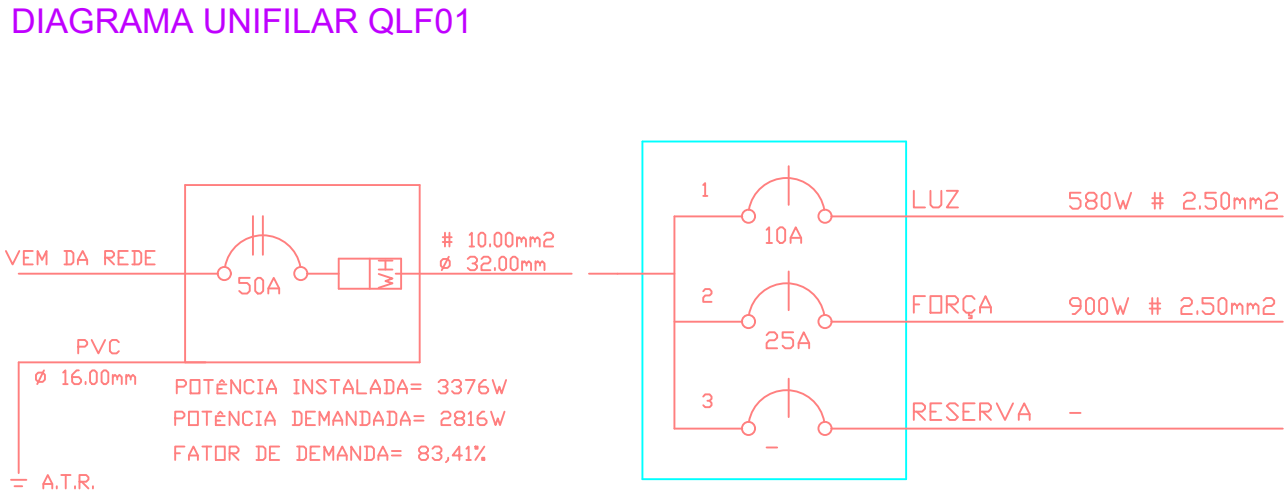 DIAGRAMA UNIFILAR QLF01
VEM DA REDE
50A
WH
# 10.00mm2
Ø 32.00mm
PVC
Ø 16.00mm
A.T.R.
POTêNCIA INSTALADA= 3376W
POTêNCIA DEMANDADA= 2816W
FATOR DE DEMANDA= 83,41%
1
10A
LUZ 580W # 2.50mm2
2
25A
FORÇA 900W # 2.50mm2
3
-
RESERVA -